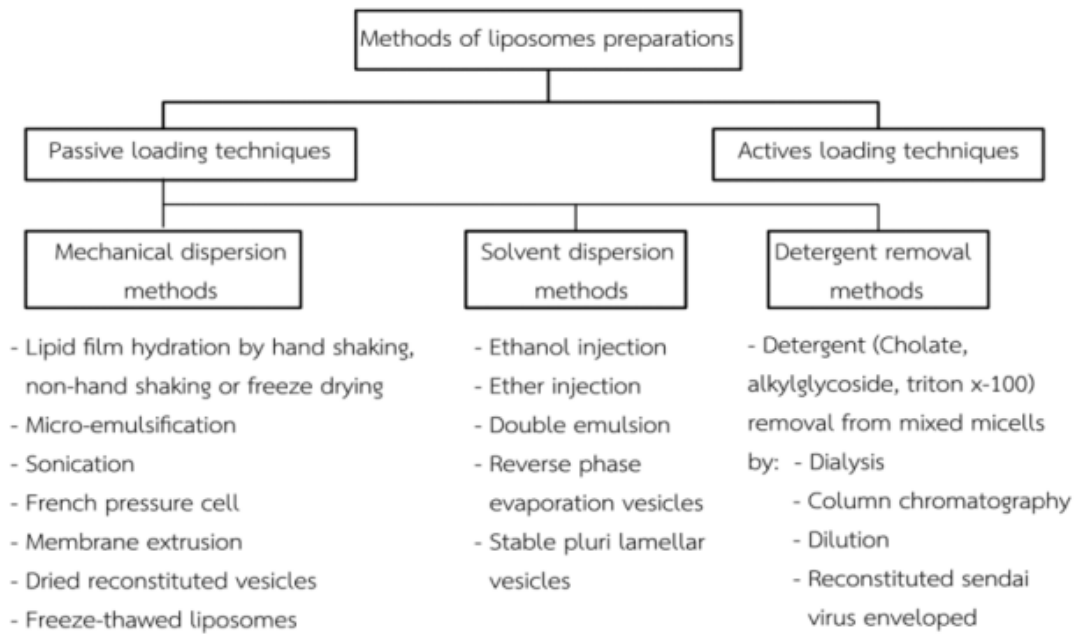 Methods of liposomes preparations
Passive loading techniques
Actives loading techniques
Mechanical dispersion
methods
Solvent dispersion
methods
Detergent removal
methods
- Lipid film hydration by hand shaking,
non-hand shaking or freeze drying
- Micro-emulsification
- Sonication
- French pressure cell
- Membrane extrusion
- Dried reconstituted vesicles
- Freeze-thawed liposomes
- Ethanol injection
- Ether injection
- Double emulsion
- Reverse phase
evaporation vesicles
- Stable pluri lamellar
vesicles
- Detergent (Cholate,
alkylglycoside, triton x-100)
removal from mixed micells
by: - Dialysis
- Column chromatography
- Dilution
- Reconstituted sendai
virus enveloped